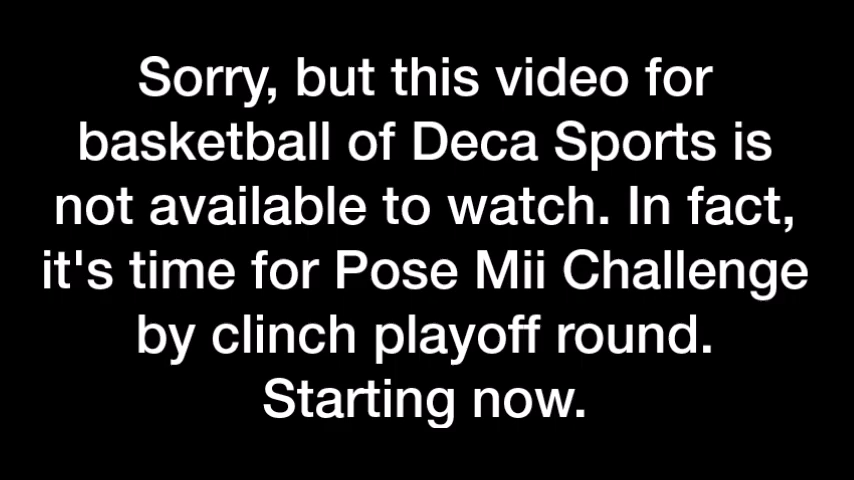 Sorry, but this video for
basketball of Deca Sports is
not available to watch. In fact,
it's time for Pose Mii Challenge
by clinch playoff round.
Starting now.